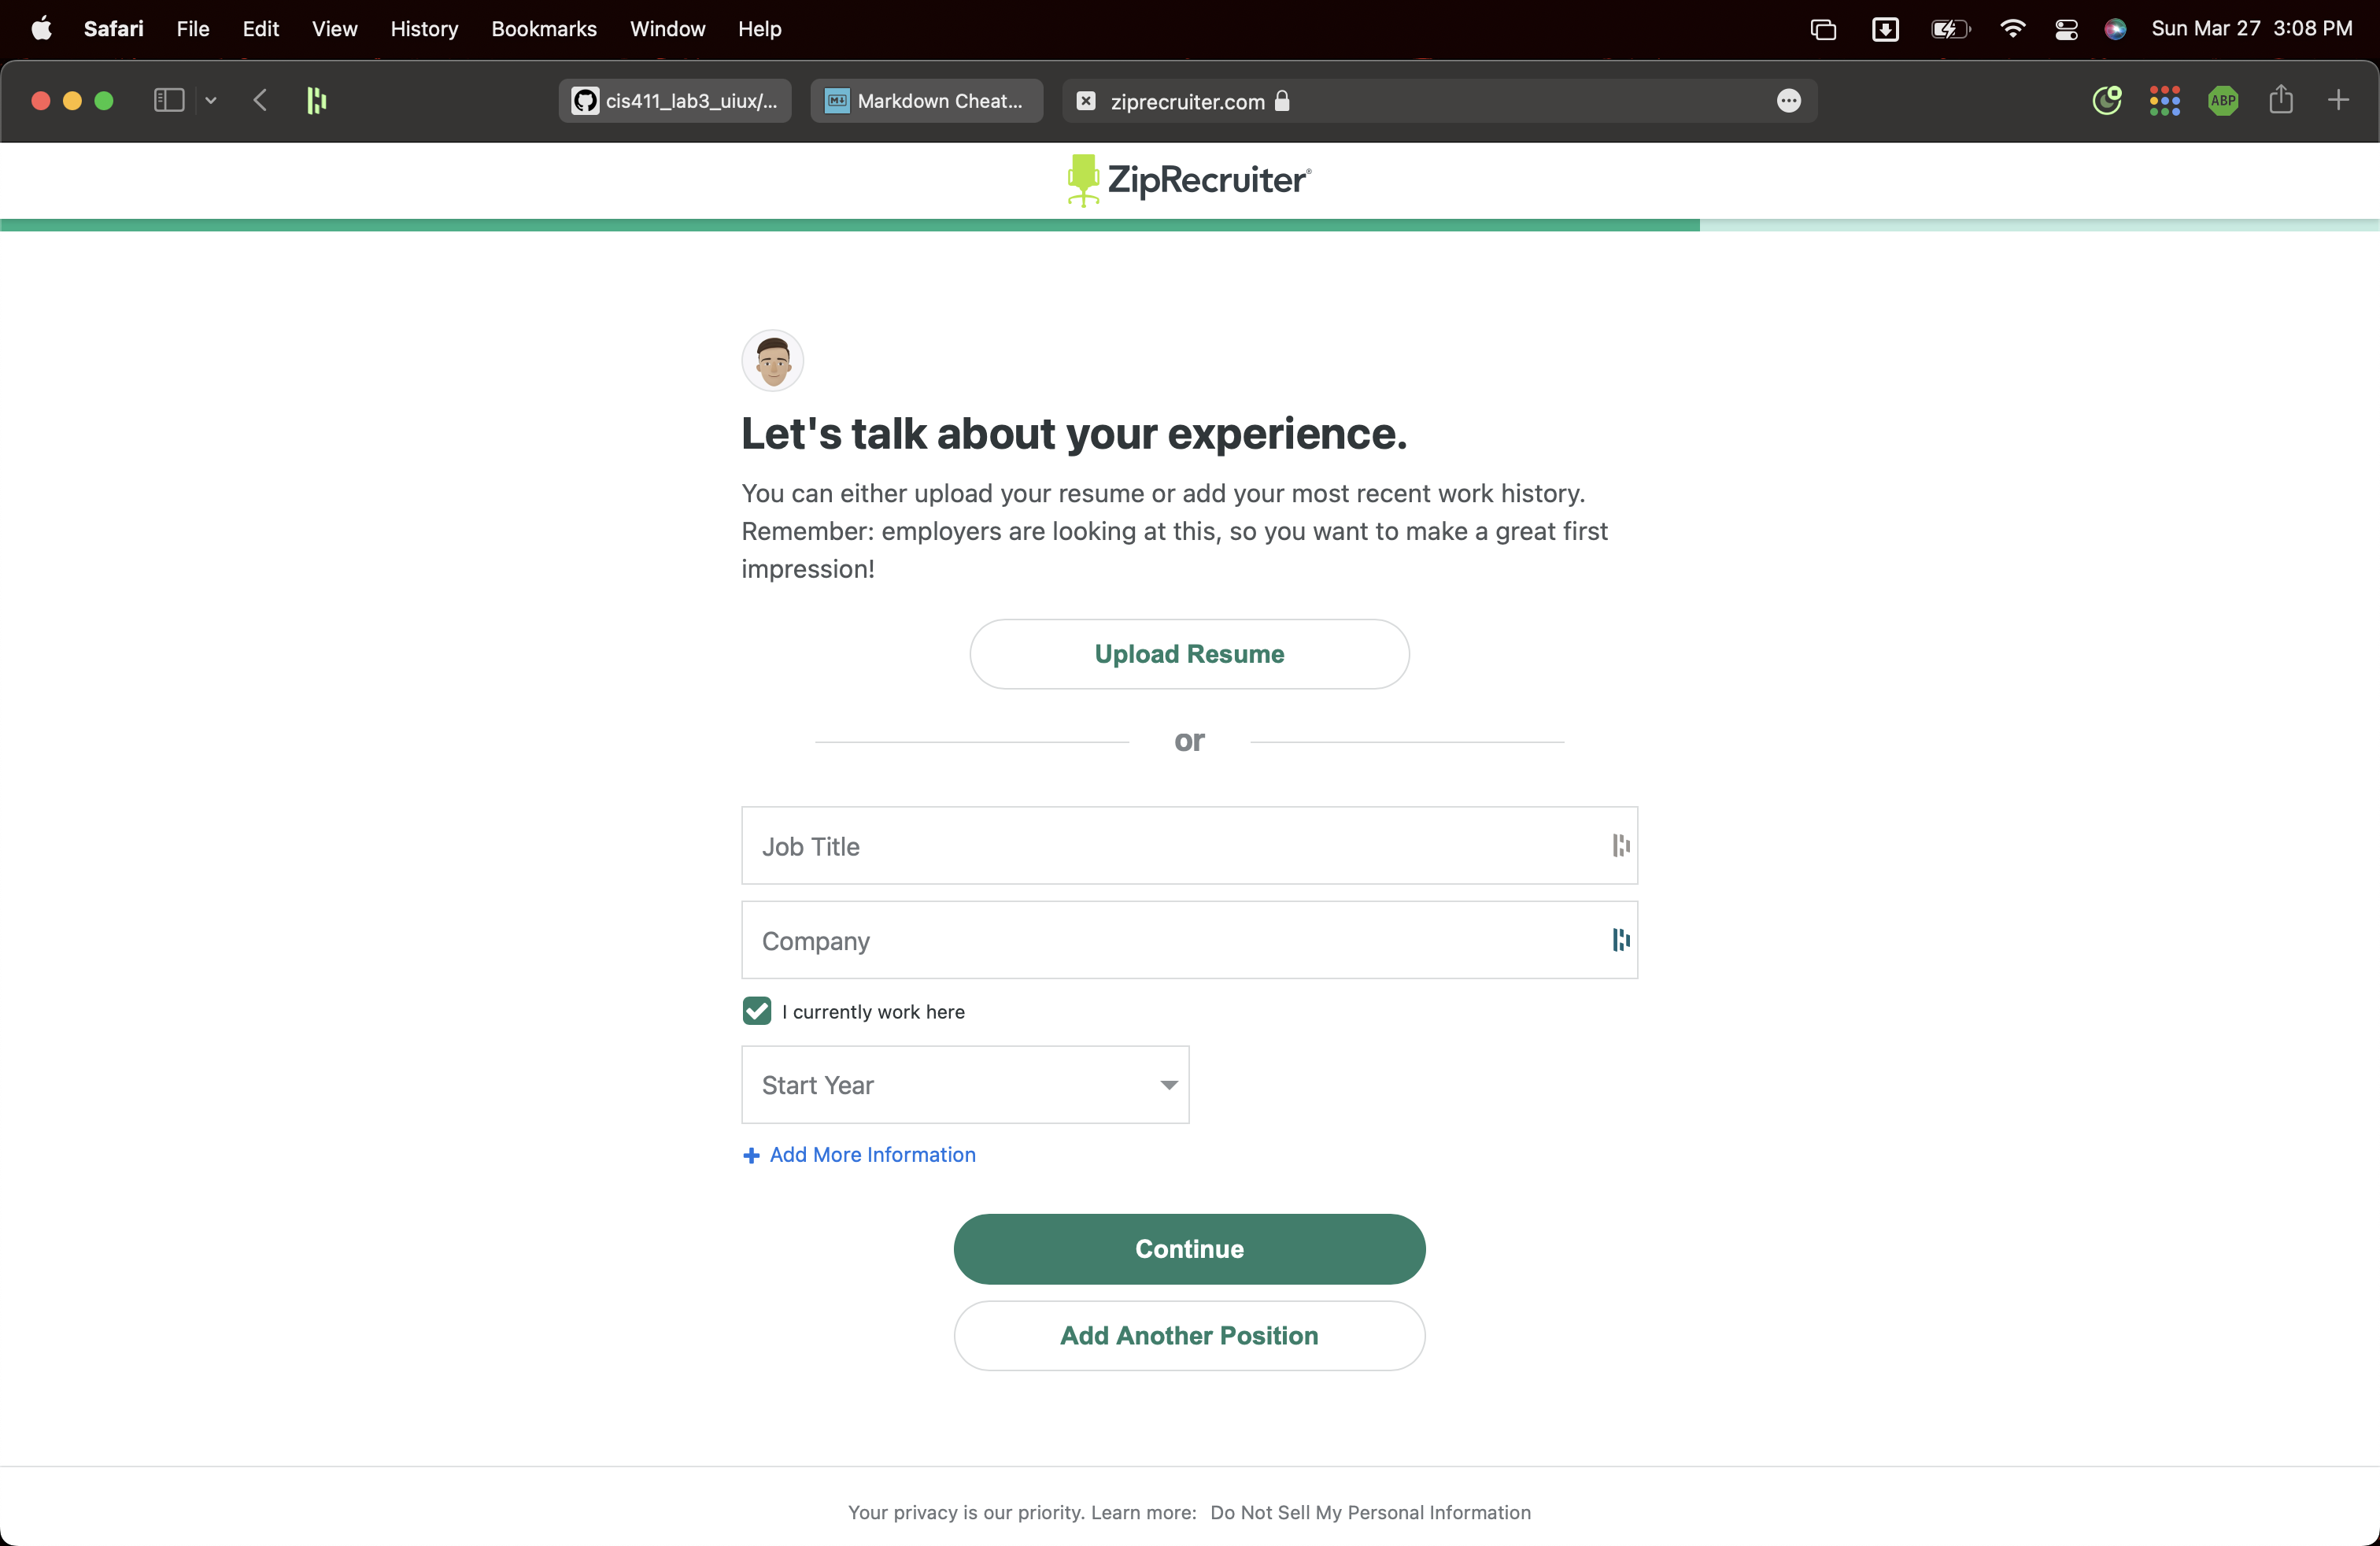 Safari File Edit View History Bookmarks Window Help Sun Mar 27 3:08 PM
cis411_lab3_uiux/... Markdown Cheat... ziprecruiter.com ABP
ZipRecruiter®
Let's talk about your experience.
You can either upload your resume or add your most recent work history.
Remember: employers are looking at this, so you want to make a great first
impression!
Upload Resume
or
Job Title
Company
I currently work here
Start Year
+ Add More Information
Continue
Add Another Position
Your privacy is our priority. Learn more: Do Not Sell My Personal Information